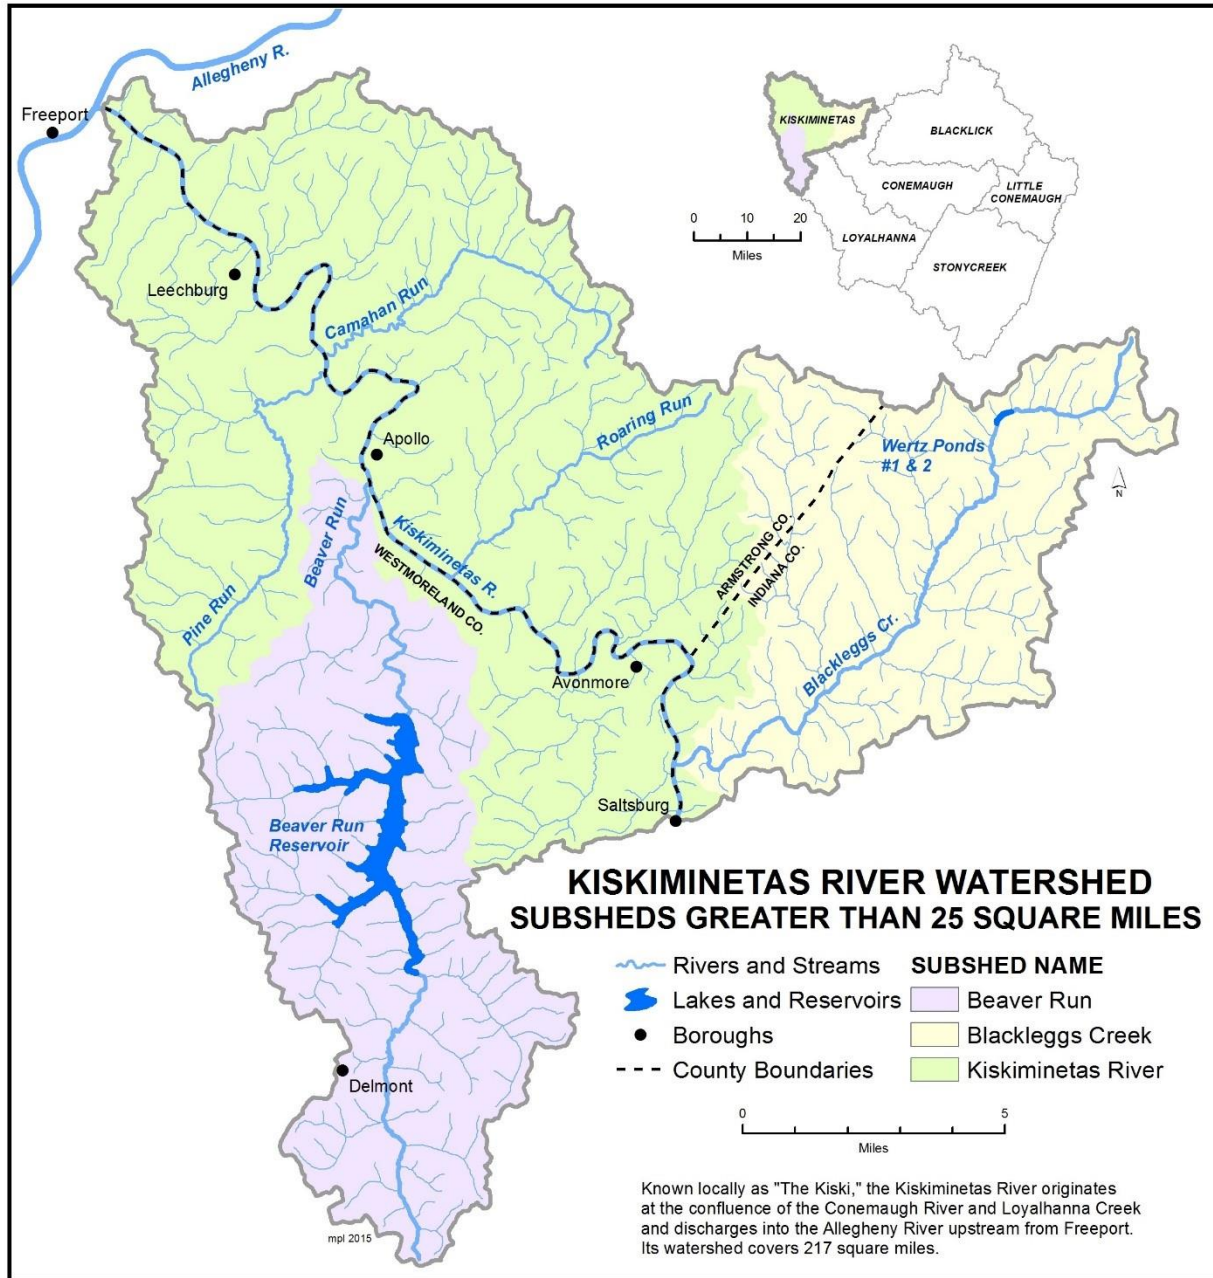 Allegheny R.
Freeport
KISKIMINETAS
BLACKLICK
CONEMAUGH
LITTLE
CONEMAUGH
0 10 20
Miles
LOYALHANNA
STONYCREEK
Leechburg
Camahan Run
Roaring Run
Apollo
Wertz Ponds
#1 & 2
N
Beaver Run
Kiskiminetas R.
WESTMORELAND CO.
ARMSTRONG CO.
INDIANA CO.
Pine Run
Blackleggs Cr.
Avonmore
Saltsburg
Beaver Run
Reservoir
KISKIMINETAS RIVER WATERSHED
SUBSHEDS GREATER THAN 25 SQUARE MILES
Rivers and Streams
Lakes and Reservoirs
Boroughs
County Boundaries
SUBSHED NAME
Beaver Run
Blackleggs Creek
Kiskiminetas River
Delmont
0 5
Miles
Known locally as "The Kiski," the Kiskiminetas River originates
at the confluence of the Conemaugh River and Loyalhanna Creek
and discharges into the Allegheny River upstream from Freeport.
Its watershed covers 217 square miles.
mpl 2015